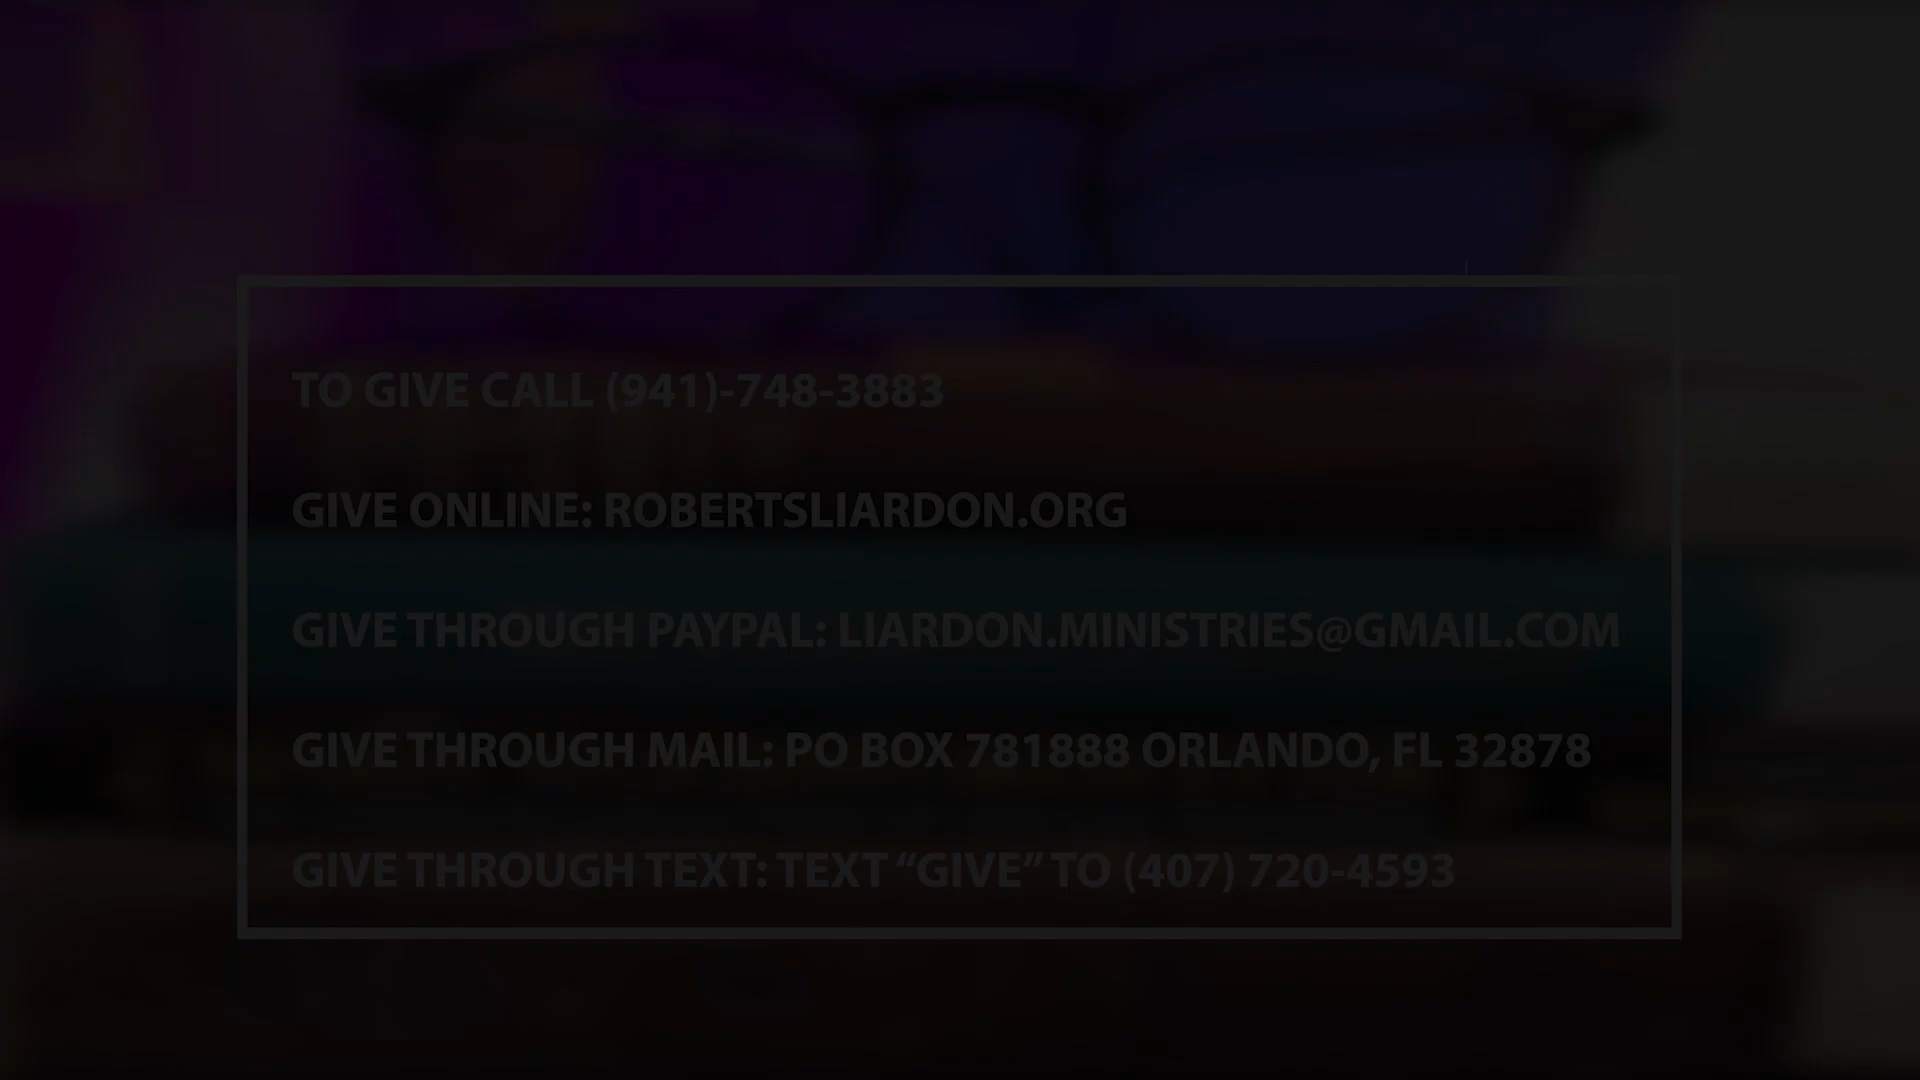 TO GIVE CALL (941)-748-3883
GIVE ONLINE: ROBERTSLIARDON.ORG
GIVE THROUGH PAYPAL: LIARDON.MINISTRIES@GMAIL.COM
GIVE THROUGH MAIL: PO BOX 781888 ORLANDO, FL 32878
GIVE THROUGH TEXT: TEXT “GIVE” TO (407) 720-4593